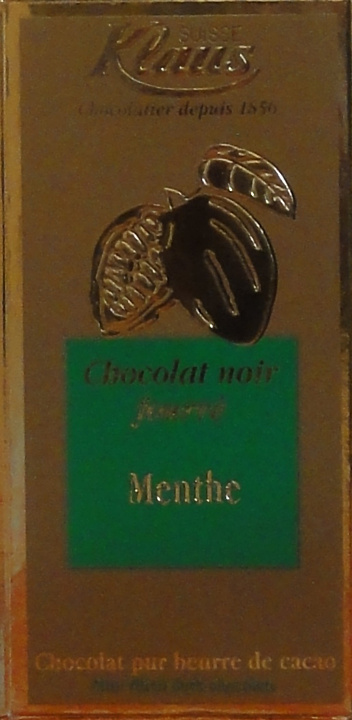 SUISSE
Klaus
Chocolatier depuis 1856
Chocolat noir
fourré
Menthe
Chocolat pur beurre de cacao